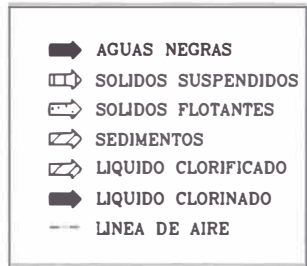 AGUAS NEGRAS
SOLIDOS SUSPENDIDOS
SOLIDOS FLOTANTES
SEDIMENTOS
LIQUIDO CLORIFICADO
LIQUIDO CLORINADO
LINEA DE AIRE